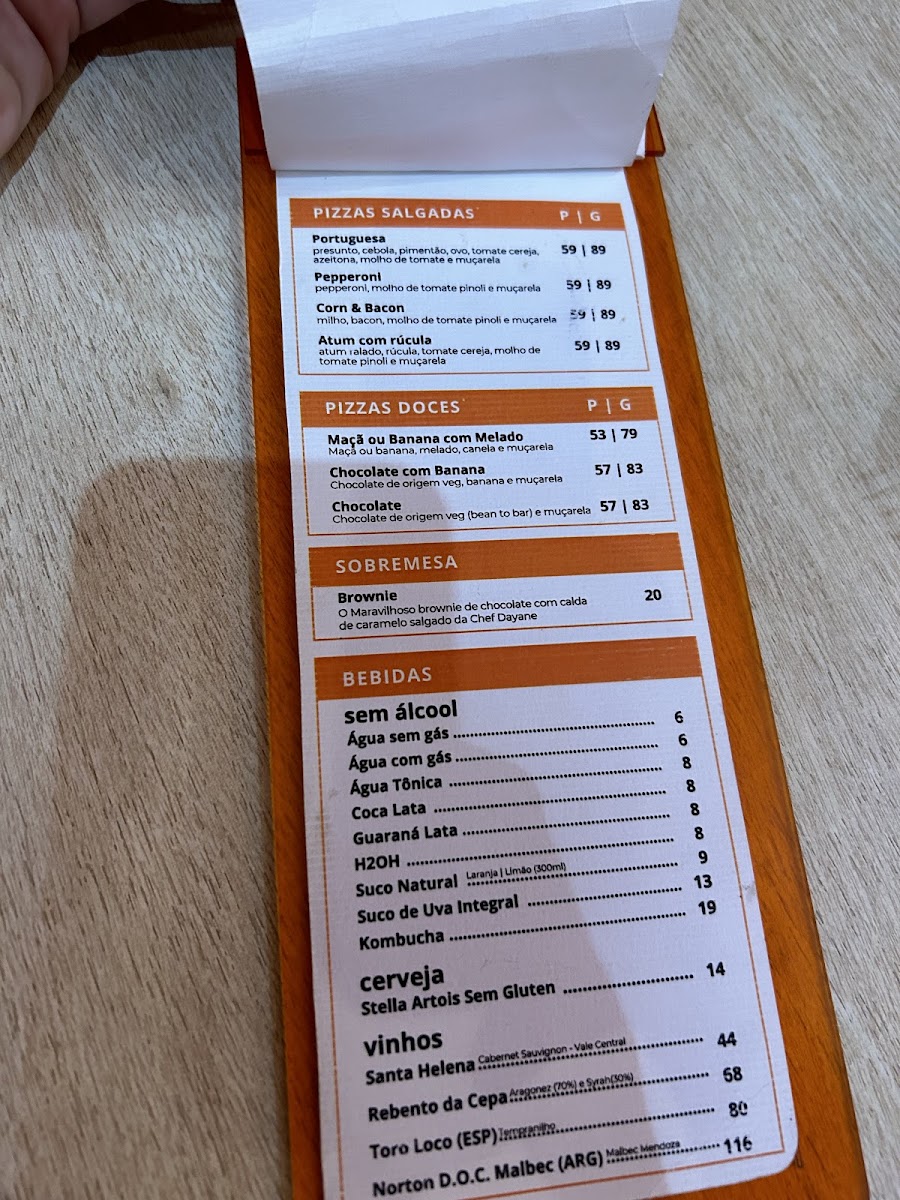 PIZZAS SALGADAS* P | G
Portuguesa
presunto, cebola, pimentão, ovo, tomate cereja, 59 | 89
azeitona, molho de tomate e muçarela
Pepperoni
pepperoni, molho de tomate pinoli e muçarela 59 | 89
Corn & Bacon
milho, bacon, molho de tomate pinoli e muçarela 59 | 89
Atum com rúcula
atum ralado, rúcula, tomate cereja, molho de 59 | 89
tomate pinoli e muçarela
PIZZAS DOCES* P | G
Maçã ou Banana com Melado 53 | 79
Maçã ou banana, melado, canela e muçarela
Chocolate com Banana 57 | 83
Chocolate de origem veg, banana e muçarela
Chocolate 57 | 83
Chocolate de origem veg (bean to bar) e muçarela
SOBREMESA
Brownie 20
O Maravilhoso brownie de chocolate com calda
de caramelo salgado da Chef Dayane
BEBIDAS
sem álcool
Água sem gás 6
Água com gás 6
Água Tônica 8
Coca Lata 8
Guaraná Lata 8
H2OH 8
Suco Natural Laranja | Limão (300ml) 9
Suco de Uva Integral 13
Kombucha 19
cerveja
Stella Artois Sem Gluten 14
vinhos
Santa Helena Cabernet Sauvignon - Vale Central 44
Rebento da Cepa Aragonez (70%) e Syrah(30%) 68
Toro Loco (ESP) Tempranilho 80
Norton D.O.C. Malbec (ARG) Malbec Mendoza 116